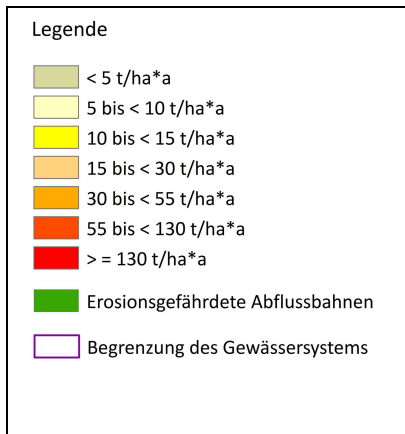 Legende
< 5 t/ha*a
5 bis < 10 t/ha*a
10 bis < 15 t/ha*a
15 bis < 30 t/ha*a
30 bis < 55 t/ha*a
55 bis < 130 t/ha*a
> = 130 t/ha*a
Erosionsgefährdete Abflussbahnen
Begrenzung des Gewässersystems